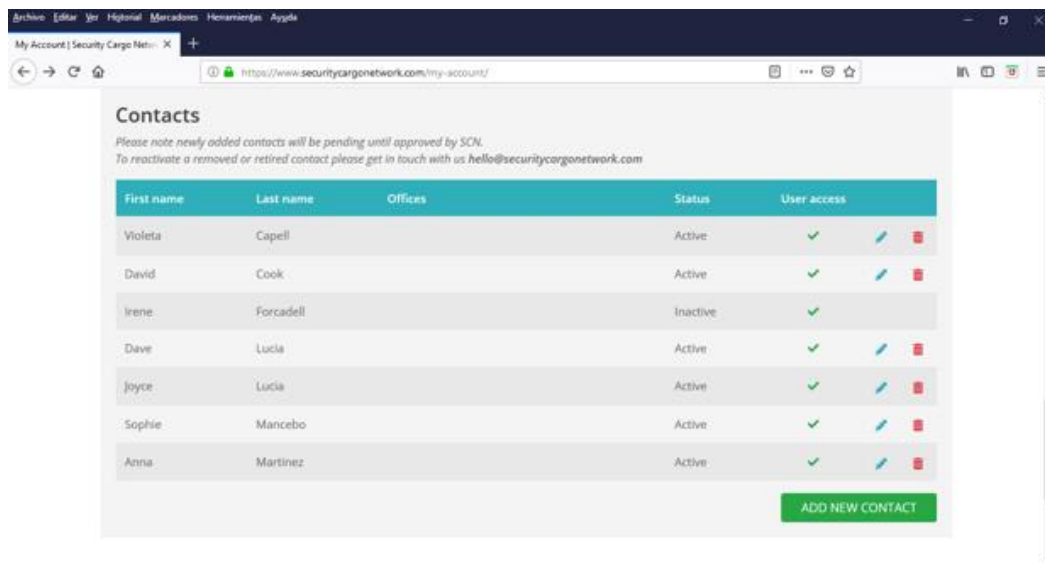 Archivo Editar Ver Historial Marcadores Herramientas Ayuda
My Account | Security Cargo Netw
https://www.securitycargonetwork.com/my-account/
Contacts
Please note newly added contacts will be pending until approved by SCN.
To reactivate a removed or retired contact please get in touch with us hello@securitycargonetwork.com
First name Last name Offices Status User access
Violeta Capell Active
David Cook Active
Irene Forcadell Inactive
Dave Lucia Active
Joyce Lucia Active
Sophie Mancebo Active
Anna Martinez Active
ADD NEW CONTACT